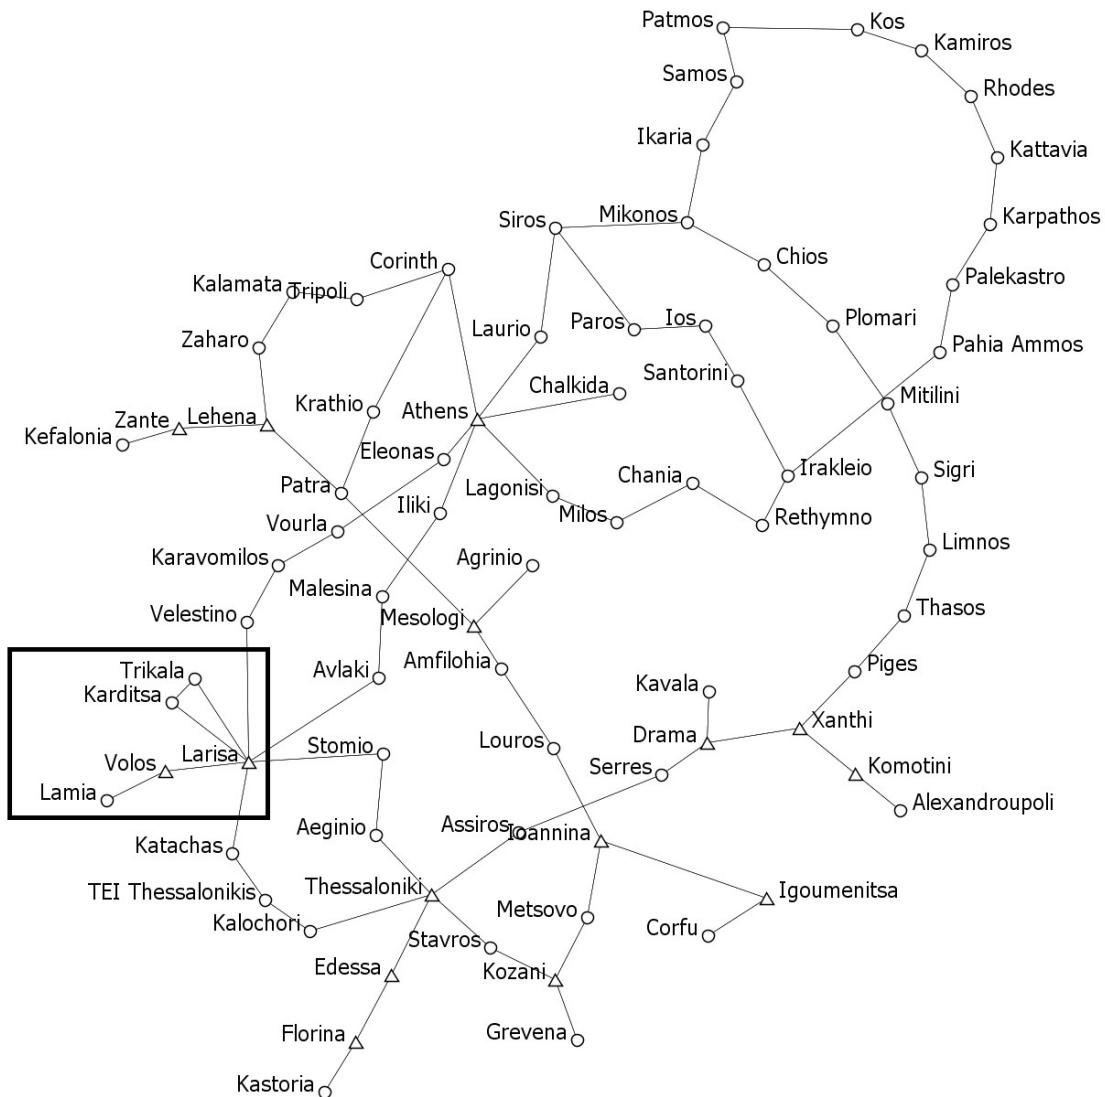 Patmos
Kos
Kamiros
Samos
Rhodes
Ikaria
Kattavia
Siros
Mikonos
Karpathos
Corinth
Chios
Kalamata
Tripoli
Palekastro
Laurio
Paros
Ios
Plomari
Zaharo
Pahia Ammos
Santorini
Chalkida
Mitilini
Krathio
Athens
Zante
Lehena
Kefalonia
Eleonas
Irakleio
Sigri
Chania
Patra
Iliki
Lagonisi
Milos
Rethymno
Vourla
Limnos
Karavomilos
Agrinio
Malesina
Thasos
Velestino
Mesologi
Amfilohia
Piges
Trikala
Avlaki
Kavala
Karditsa
Xanthi
Drama
Louros
Stomio
Larisa
Volos
Serres
Komotini
Lamia
Alexandroupoli
Aeginio
Assiros
Ioannina
Katachas
Thessaloniki
TEI Thessalonikis
Igoumenitsa
Metsovo
Kalochori
Corfu
Stavros
Edessa
Kozani
Florina
Grevena
Kastoria